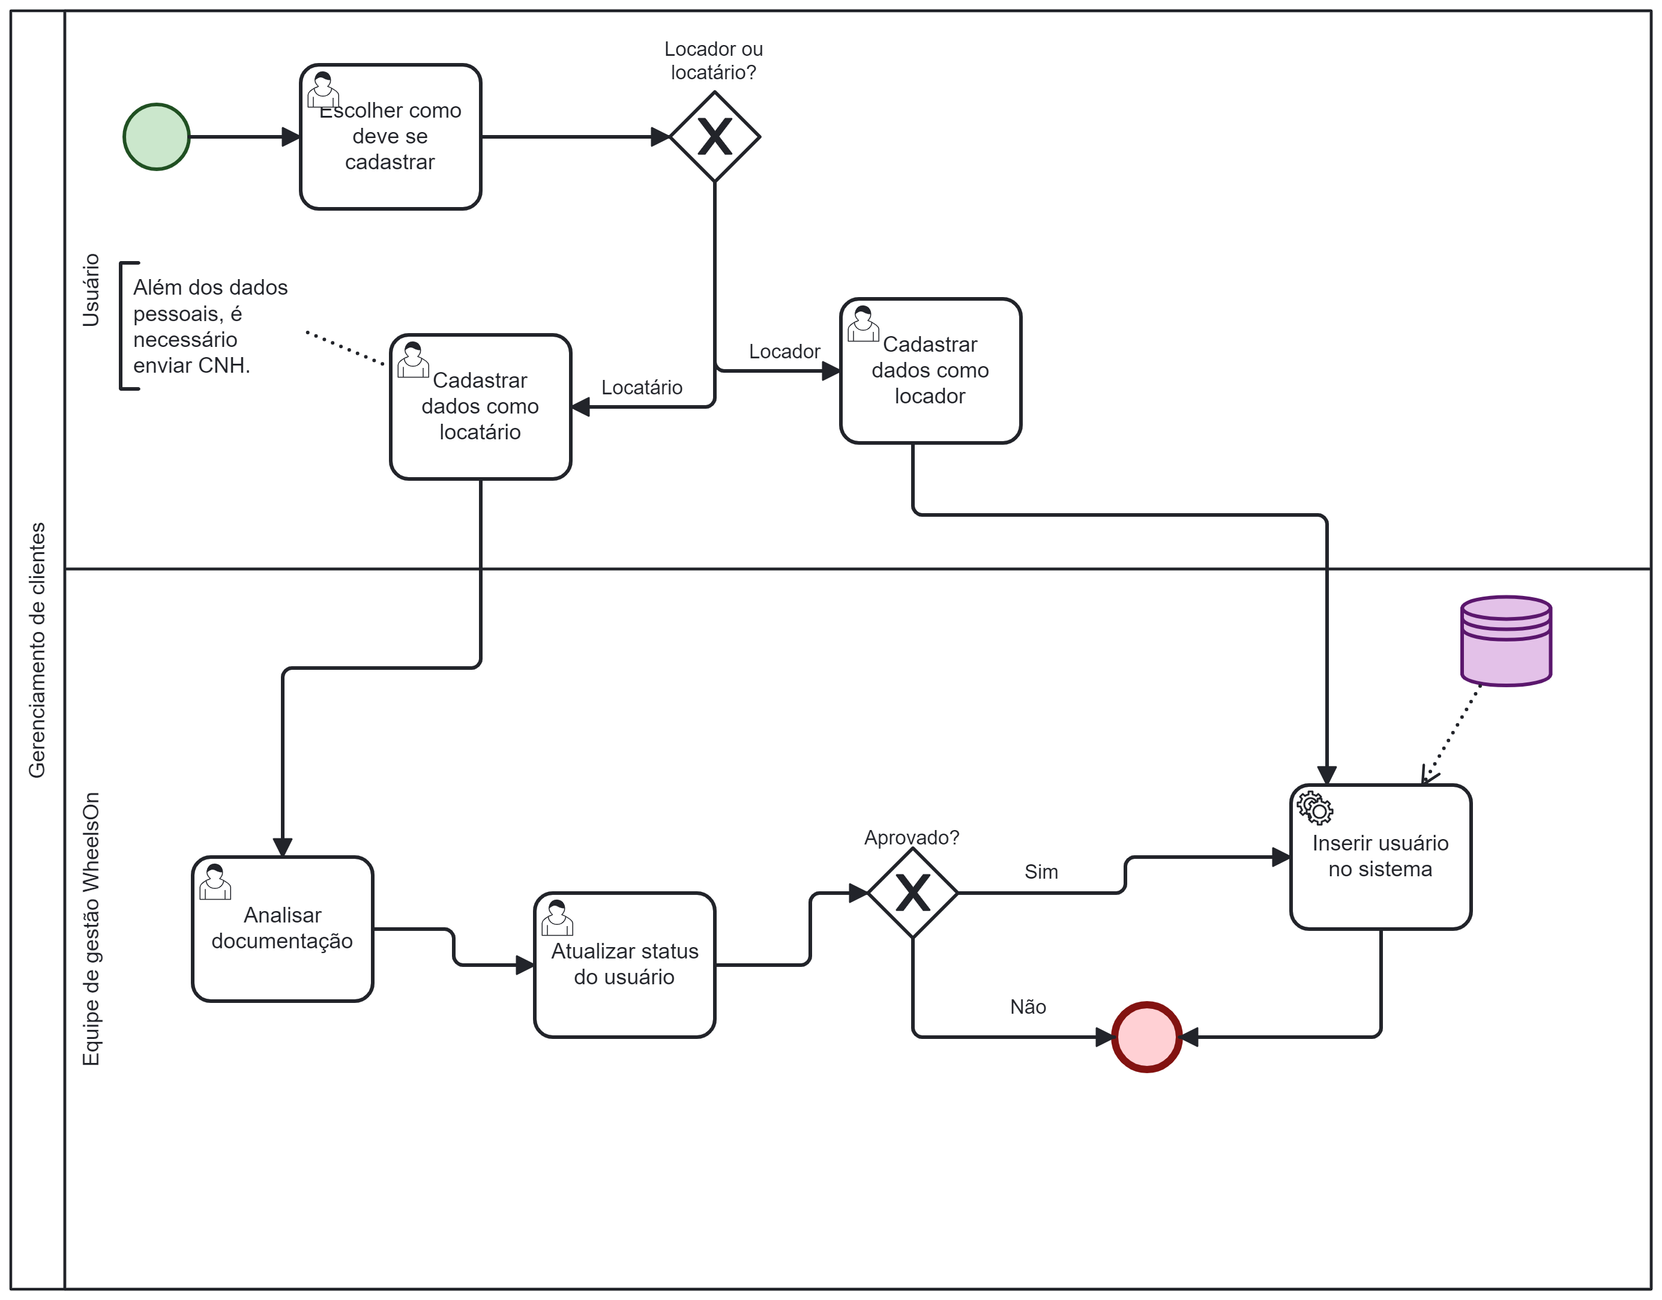 Gerenciamento de clientes
Usuário
Escolher como
deve se
cadastrar
Locador ou
locatário?
Além dos dados
pessoais, é
necessário
enviar CNH.
Cadastrar
dados como
locatário
Locatário
Locador
Cadastrar
dados como
locador
Equipe de gestão WheelsOn
Analisar
documentação
Atualizar status
do usuário
Aprovado?
Sim
Não
Inserir usuário
no sistema